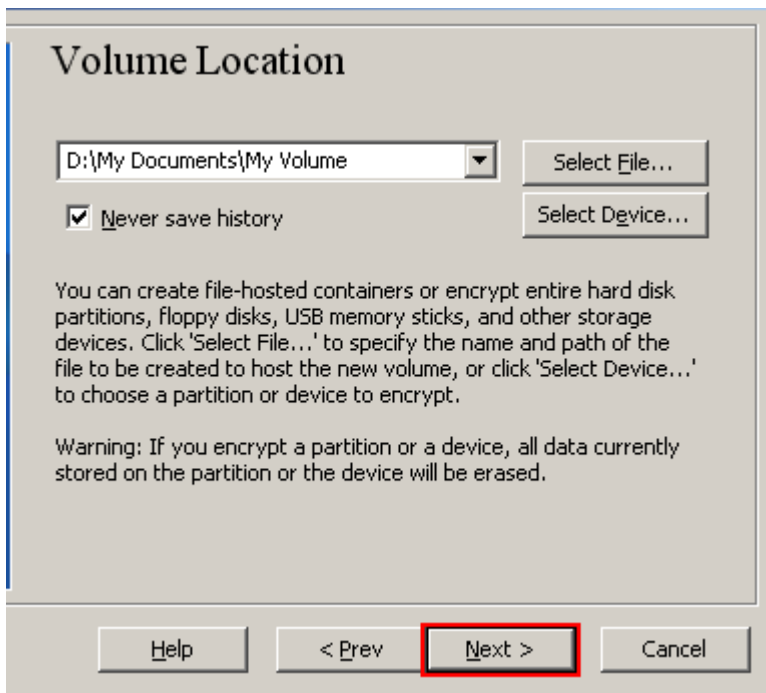 Volume Location
D:\My Documents\My Volume
Select File...
Never save history
Select Device...
You can create file-hosted containers or encrypt entire hard disk
partitions, floppy disks, USB memory sticks, and other storage
devices. Click 'Select File...' to specify the name and path of the
file to be created to host the new volume, or click 'Select Device...'
to choose a partition or device to encrypt.
Warning: If you encrypt a partition or a device, all data currently
stored on the partition or the device will be erased.
Help < Prev Next > Cancel